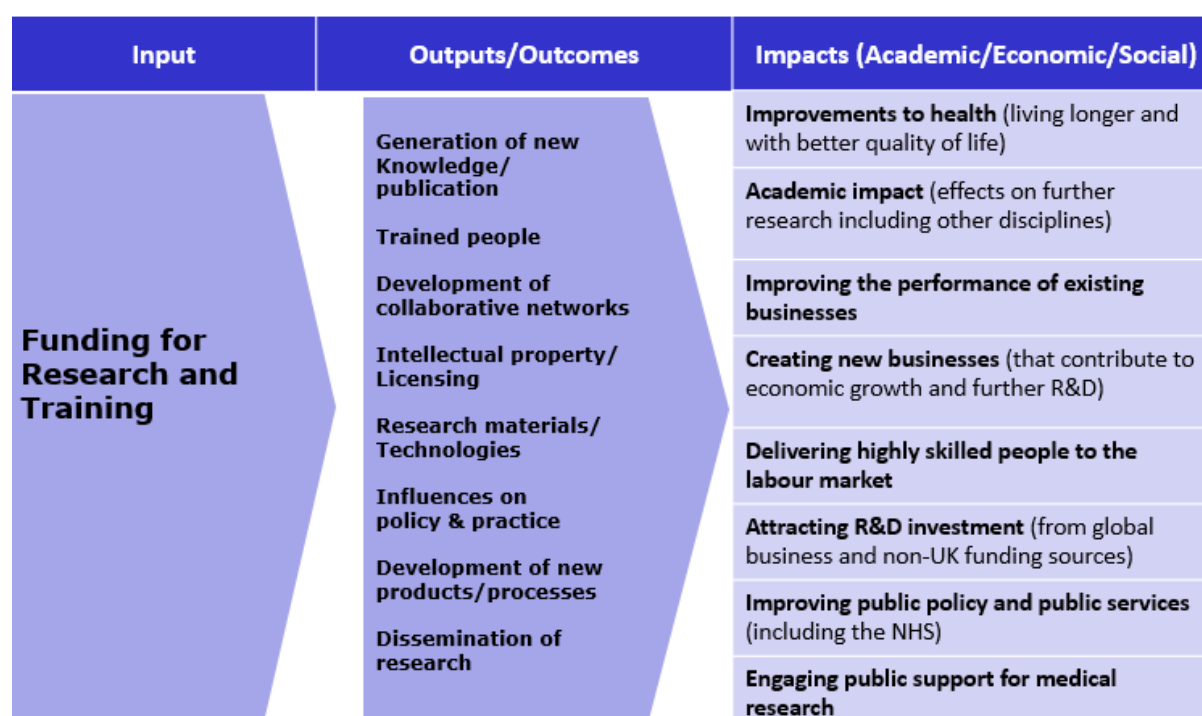 Input
Outputs/Outcomes
Impacts (Academic/Economic/Social)
Funding for
Research and
Training
Generation of new
Knowledge/
publication
Trained people
Development of
collaborative networks
Intellectual property/
Licensing
Research materials/
Technologies
Influences on
policy & practice
Development of new
products/processes
Dissemination of
research
Improvements to health (living longer and
with better quality of life)
Academic impact (effects on further
research including other disciplines)
Improving the performance of existing
businesses
Creating new businesses (that contribute to
economic growth and further R&D)
Delivering highly skilled people to the
labour market
Attracting R&D investment (from global
business and non-UK funding sources)
Improving public policy and public services
(including the NHS)
Engaging public support for medical
research